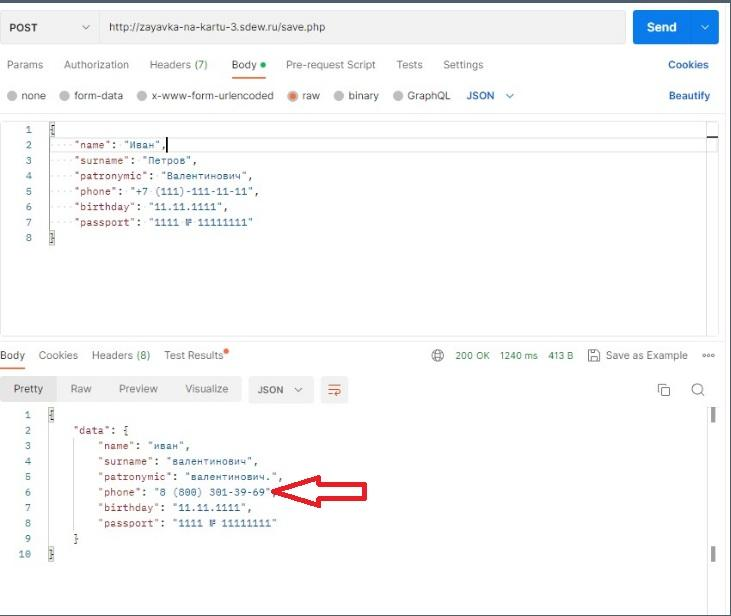 POST http://zayavka-na-kartu-3.sdew.ru/save.php Send
Params Authorization Headers (7) Body Pre-request Script Tests Settings Cookies
none form-data x-www-form-urlencoded raw binary GraphQL JSON Beautify
1 {
2 "name": "Иван",
3 "surname": "Петров",
4 "patronymic": "Валентинович",
5 "phone": "+7 (111)-111-11-11",
6 "birthday": "11.11.1111",
7 "passport": "1111 № 11111111"
8 }
Body Cookies Headers (8) Test Results 200 OK 1240 ms 413 B Save as Example
Pretty Raw Preview Visualize JSON
1 {
2 "data": {
3 "name": "иван",
4 "surname": "валентинович",
5 "patronymic": "валентинович.",
6 "phone": "8 (800) 301-39-69",
7 "birthday": "11.11.1111",
8 "passport": "1111 № 11111111"
9 }
10 }